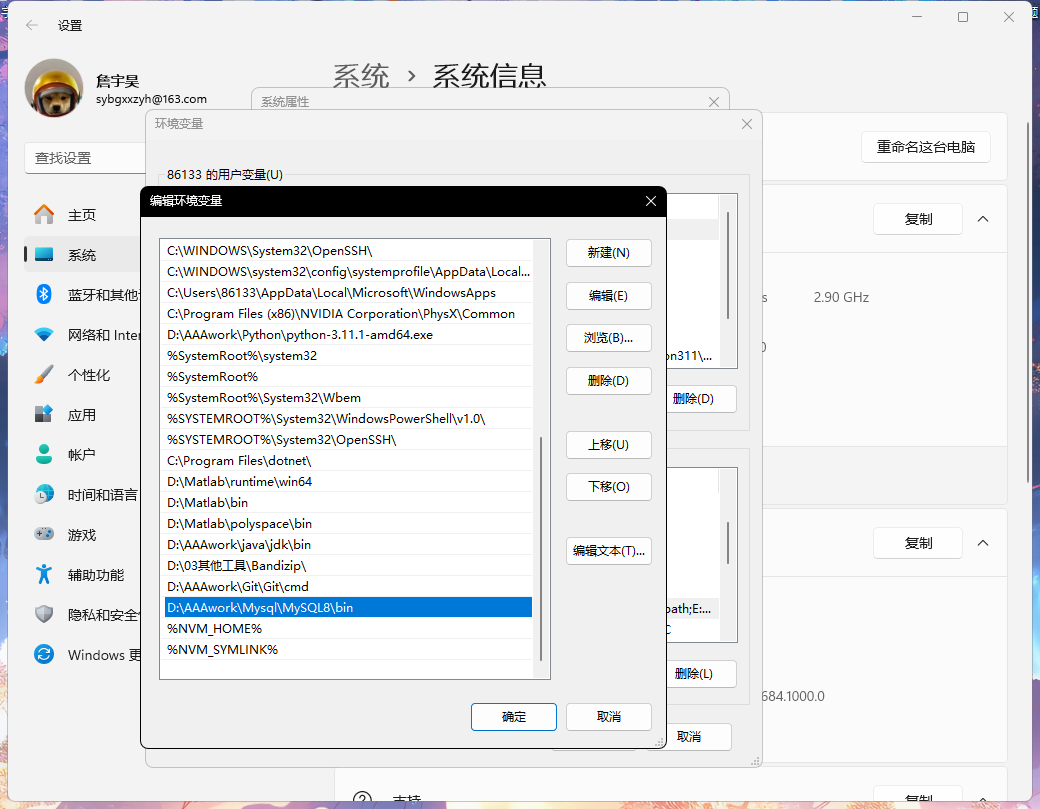 设置
詹宇昊
sybgxxzyh@163.com
查找设置
主页
系统
蓝牙和其他
网络和 Inter
个性化
应用
帐户
时间和语言
游戏
辅助功能
隐私和安全
Windows 更
系统 › 系统信息
重命名这台电脑
复制
2.90 GHz
复制
684.1000.0
支持
复制
系统属性
环境变量
86133 的用户变量(U)
on311\...
删除(D)
path;E:...
删除(L)
取消
编辑环境变量
C:\WINDOWS\System32\OpenSSH\
C:\WINDOWS\system32\config\systemprofile\AppData\Local...
C:\Users\86133\AppData\Local\Microsoft\WindowsApps
C:\Program Files (x86)\NVIDIA Corporation\PhysX\Common
D:\AAAwork\Python\python-3.11.1-amd64.exe
%SystemRoot%\system32
%SystemRoot%
%SystemRoot%\System32\Wbem
%SYSTEMROOT%\System32\WindowsPowerShell\v1.0\
%SYSTEMROOT%\System32\OpenSSH\
C:\Program Files\dotnet\
D:\Matlab\runtime\win64
D:\Matlab\bin
D:\Matlab\polyspace\bin
D:\AAAwork\java\jdk\bin
D:\03其他工具\Bandizip\
D:\AAAwork\Git\Git\cmd
D:\AAAwork\Mysql\MySQL8\bin
%NVM_HOME%
%NVM_SYMLINK%
新建(N)
编辑(E)
浏览(B)...
删除(D)
上移(U)
下移(O)
编辑文本(T)...
确定
取消